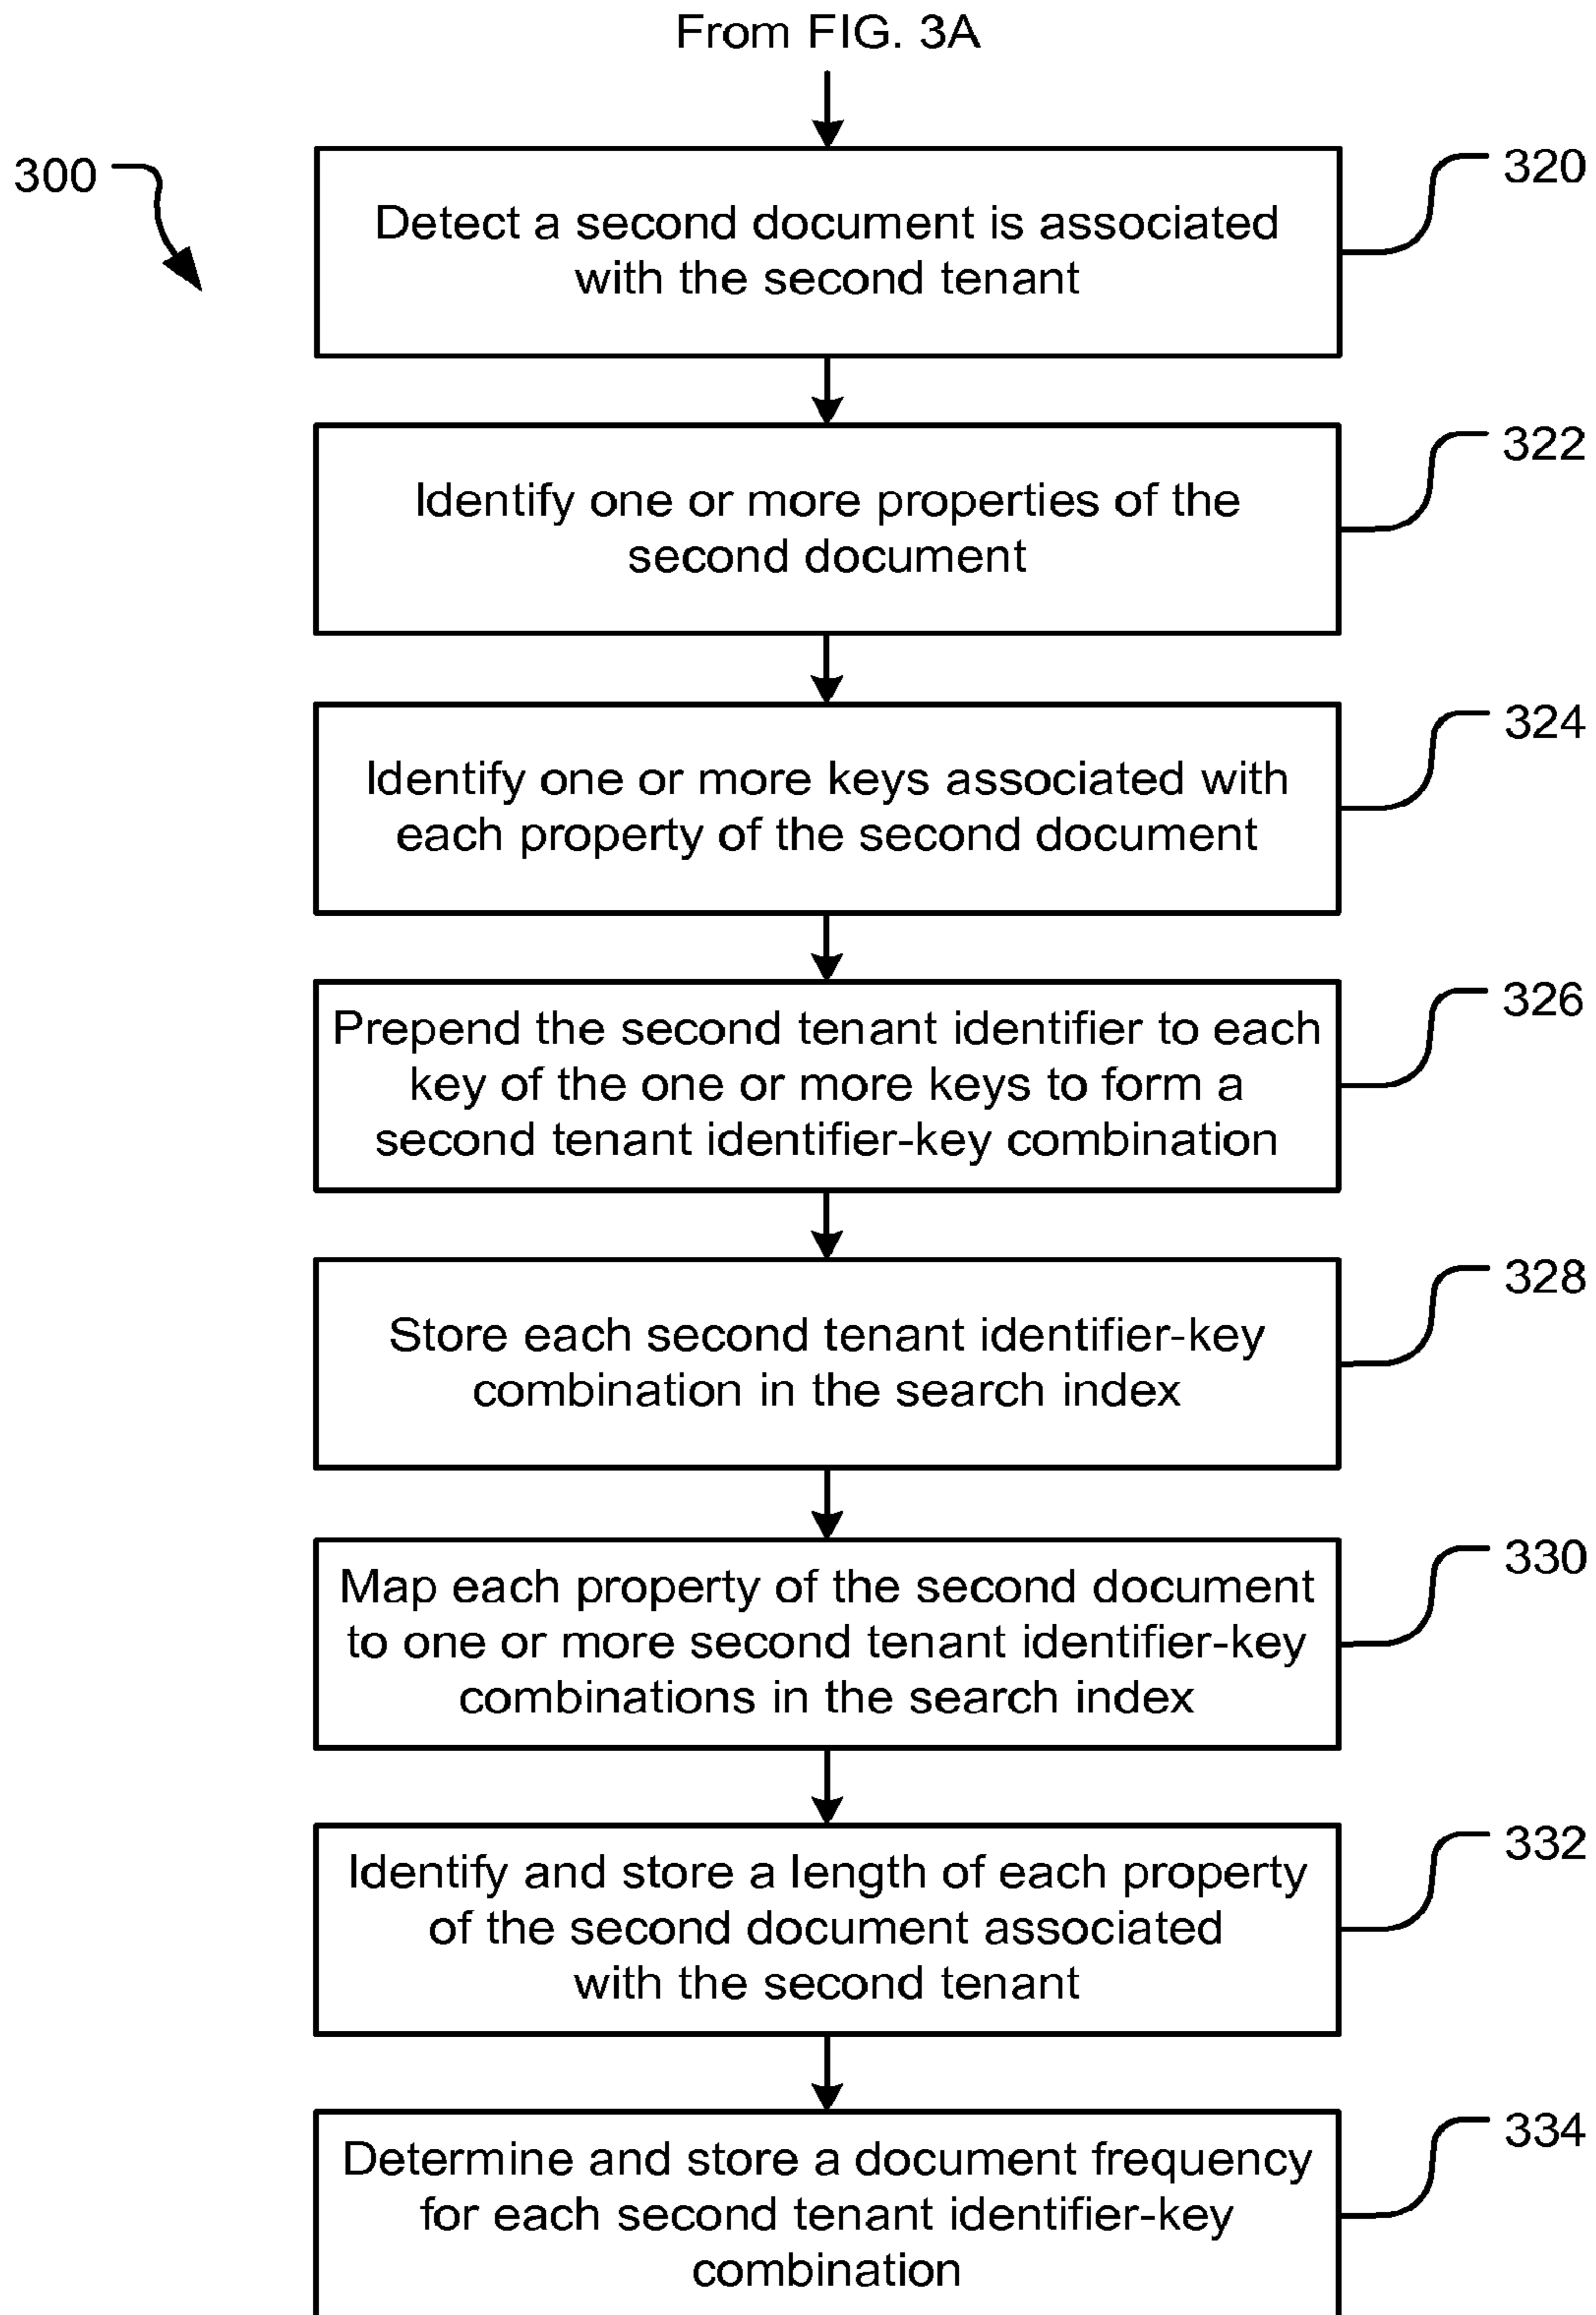 From FIG. 3A
300
320
Detect a second document is associated
with the second tenant
322
Identify one or more properties of the
second document
324
Identify one or more keys associated with
each property of the second document
326
Prepend the second tenant identifier to each
key of the one or more keys to form a
second tenant identifier-key combination
328
Store each second tenant identifier-key
combination in the search index
330
Map each property of the second document
to one or more second tenant identifier-key
combinations in the search index
332
Identify and store a length of each property
of the second document associated
with the second tenant
334
Determine and store a document frequency
for each second tenant identifier-key
combination